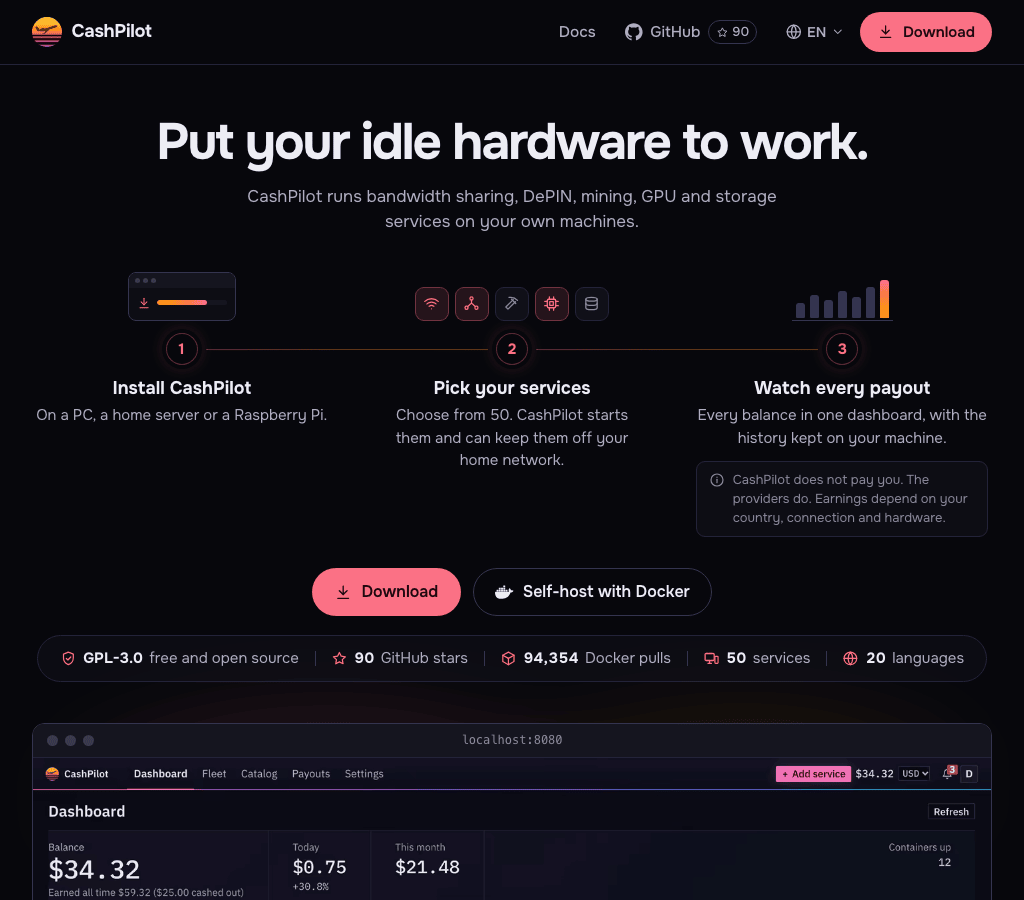 CashPilot
Docs
GitHub
90
EN
Download
Put your idle hardware to work.
CashPilot runs bandwidth sharing, DePIN, mining, GPU and storage
services on your own machines.
1
2
3
Install CashPilot
On a PC, a home server or a Raspberry Pi.
Pick your services
Choose from 50. CashPilot starts
them and can keep them off your
home network.
Watch every payout
Every balance in one dashboard, with the
history kept on your machine.
CashPilot does not pay you. The
providers do. Earnings depend on your
country, connection and hardware.
Download
Self-host with Docker
GPL-3.0 free and open source
90 GitHub stars
94,354 Docker pulls
50 services
20 languages
localhost:8080
CashPilot
Dashboard
Fleet
Catalog
Payouts
Settings
+ Add service
$34.32
USD
3
D
Dashboard
Refresh
Balance
$34.32
Earned all time $59.32 ($25.00 cashed out)
Today
$0.75
+30.8%
This month
$21.48
Containers up
12